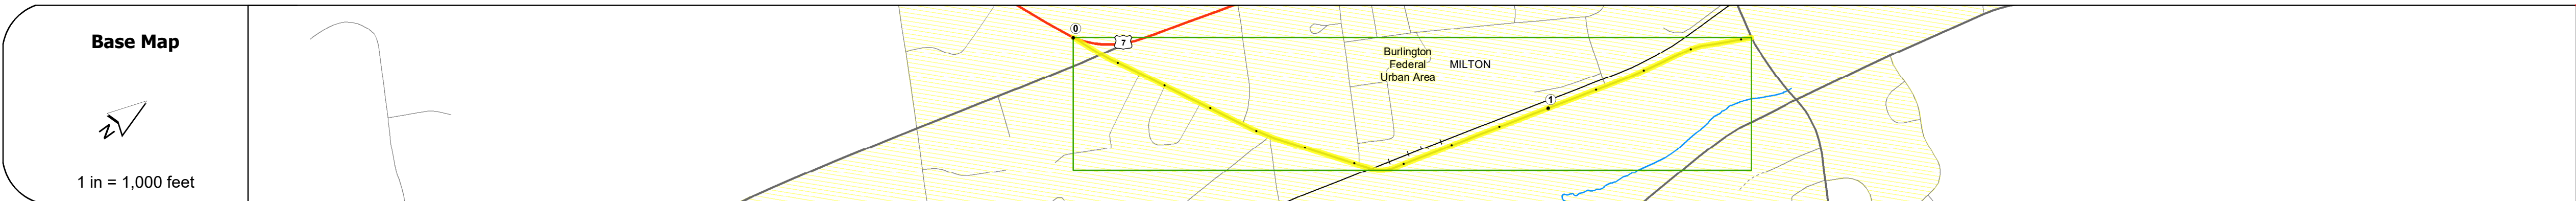 Base Map
N
1 in = 1,000 feet
0
7
Burlington
Federal
Urban Area
MILTON
1